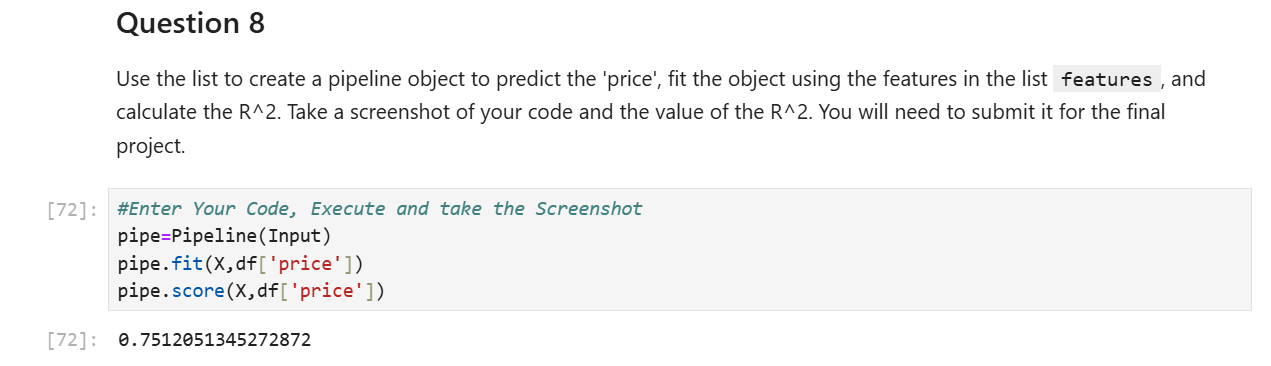 Question 8
Use the list to create a pipeline object to predict the 'price', fit the object using the features in the list features , and
calculate the R^2. Take a screenshot of your code and the value of the R^2. You will need to submit it for the final
project.
[72]: #Enter Your Code, Execute and take the Screenshot
pipe=Pipeline(Input)
pipe.fit(X,df['price'])
pipe.score(X,df['price'])
[72]: 0.7512051345272872